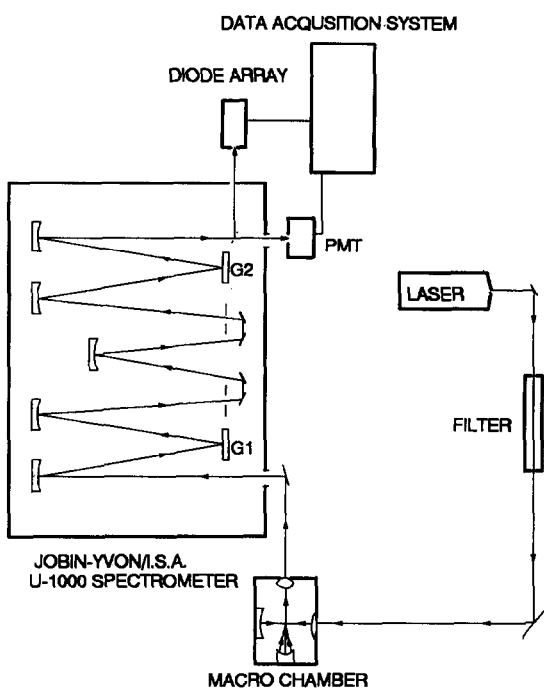 DATA ACQUSITION SYSTEM
DIODE ARRAY
PMT
G2
LASER
FILTER
G1
JOBIN-YVON/I.S.A.
U-1000 SPECTROMETER
MACRO CHAMBER